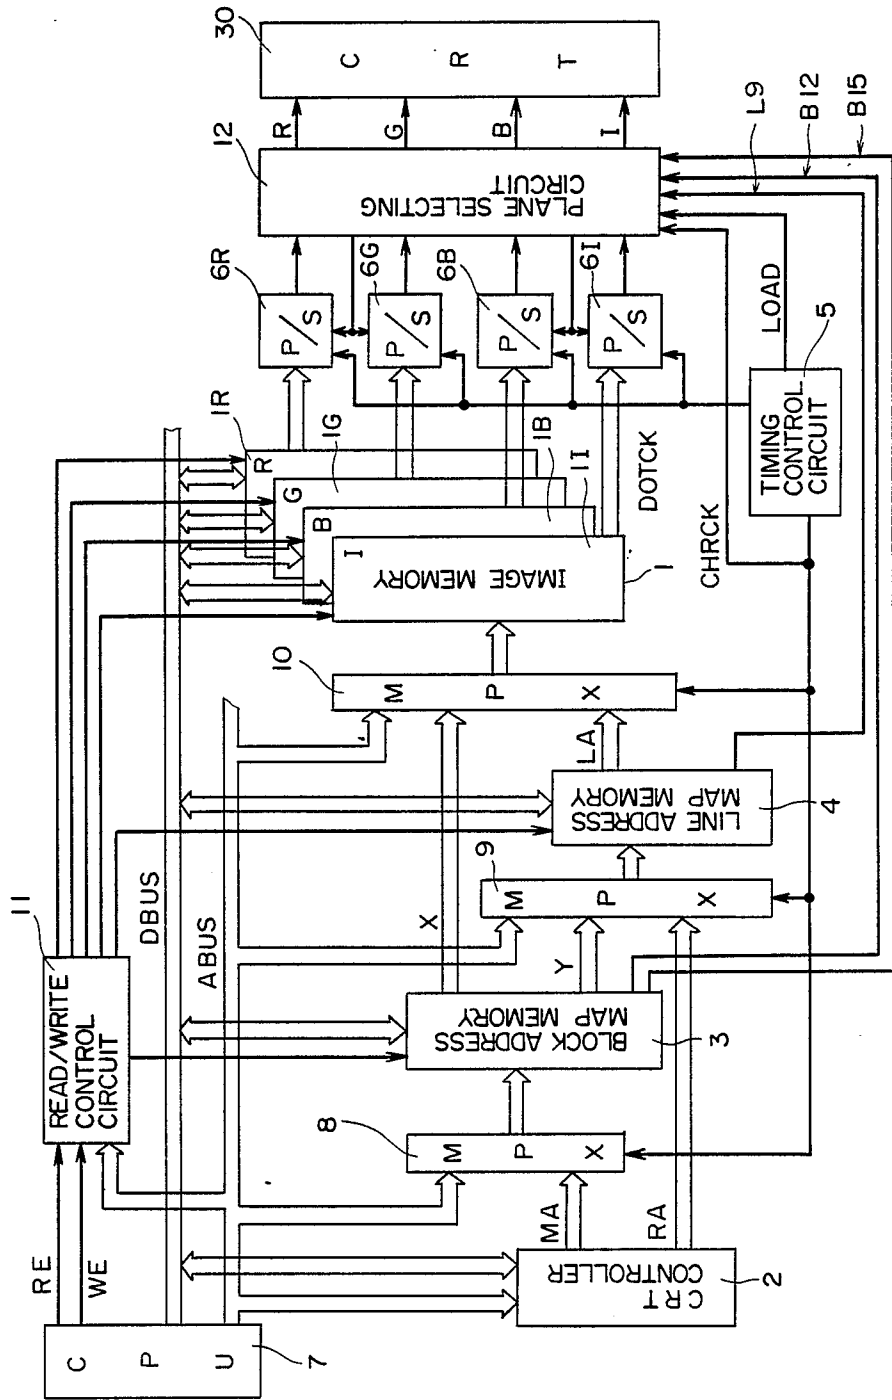 C P U
7
RE
WE
READ/WRITE
CONTROL
CIRCUIT
11
DBUS
ABUS
CRT
CONTROLLER
2
MA
RA
M P X
8
BLOCK ADDRESS
MAP MEMORY
3
X
Y
M P X
9
LINE ADDRESS
MAP MEMORY
4
LA
M P X
10
I
IMAGE MEMORY
1
B
G
R
1R
1G
1B
1I
DOTCK
CHRCK
TIMING
CONTROL
CIRCUIT
5
LOAD
P/S
6R
P/S
6G
P/S
6B
P/S
6I
PLANE SELECTING
CIRCUIT
12
R
G
B
I
C R T
30
L9
B12
B15